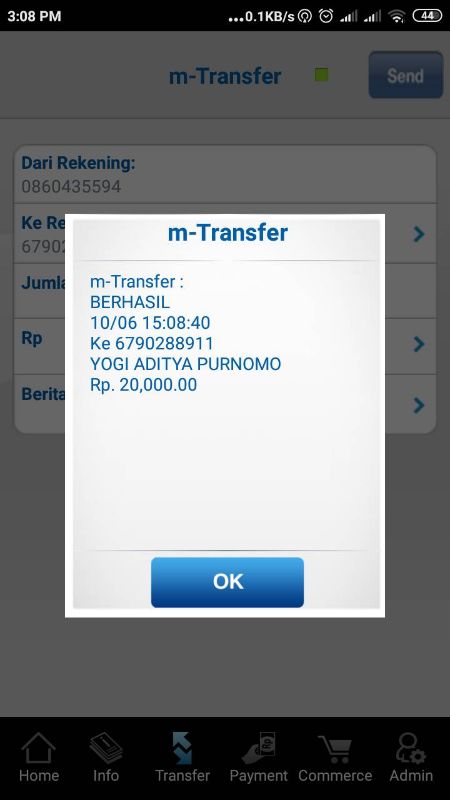 3:08 PM
...0.1KB/s
44
m-Transfer
Send
Dari Rekening:
0860435594
Ke Re
6790
m-Transfer
m-Transfer :
BERHASIL
10/06 15:08:40
Ke 6790288911
YOGI ADITYA PURNOMO
Rp. 20,000.00
Jumla
Rp
Berita
OK
Home
Info
Transfer
Payment
Commerce
Admin